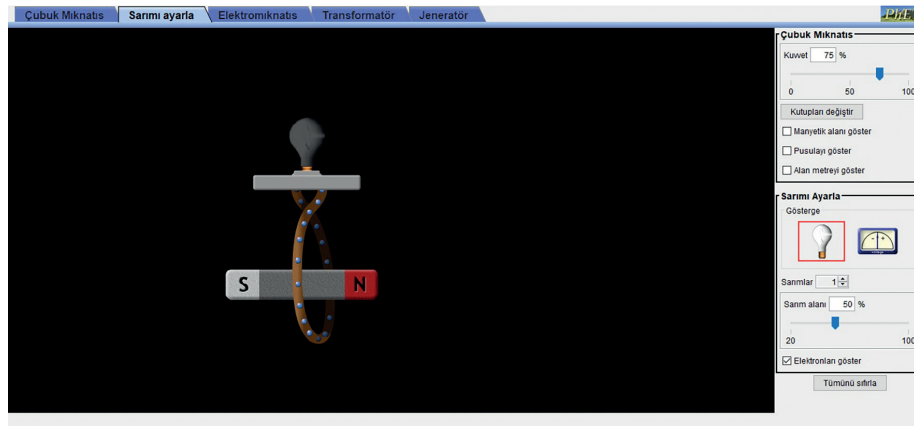 Çubuk Mıknatıs Sarımı ayarla Elektromıknatıs Transformatör Jeneratör
PhET
Çubuk Mıknatıs
Kuvvet 75 %
0 50 100
Kutupları değiştir
Manyetik alanı göster
Pusulayı göster
Alan metreyi göster
Sarımı Ayarla
Gösterge
- +
Sarımlar 1
Sarım alanı 50 %
20 100
Elektronları göster
Tümünü sıfırla
S N